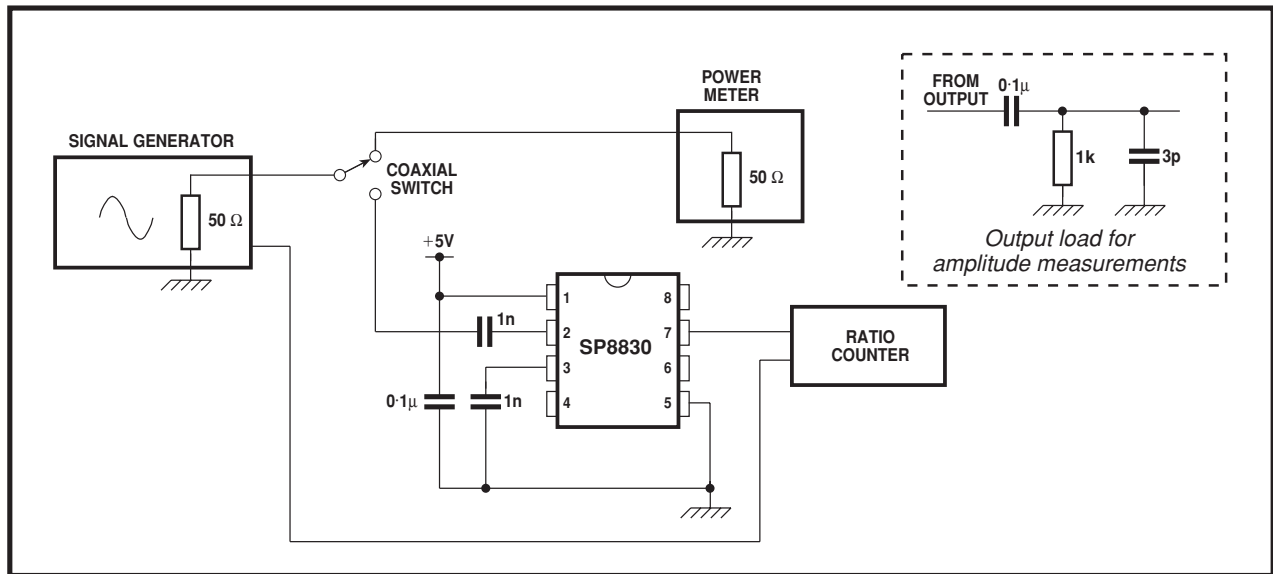 SIGNAL GENERATOR
50 Ω
COAXIAL
SWITCH
POWER
METER
50 Ω
FROM
OUTPUT
0·1µ
1k
3p
Output load for
amplitude measurements
+5V
1n
0·1µ
1n
1
2
3
4
SP8830
8
7
6
5
RATIO
COUNTER